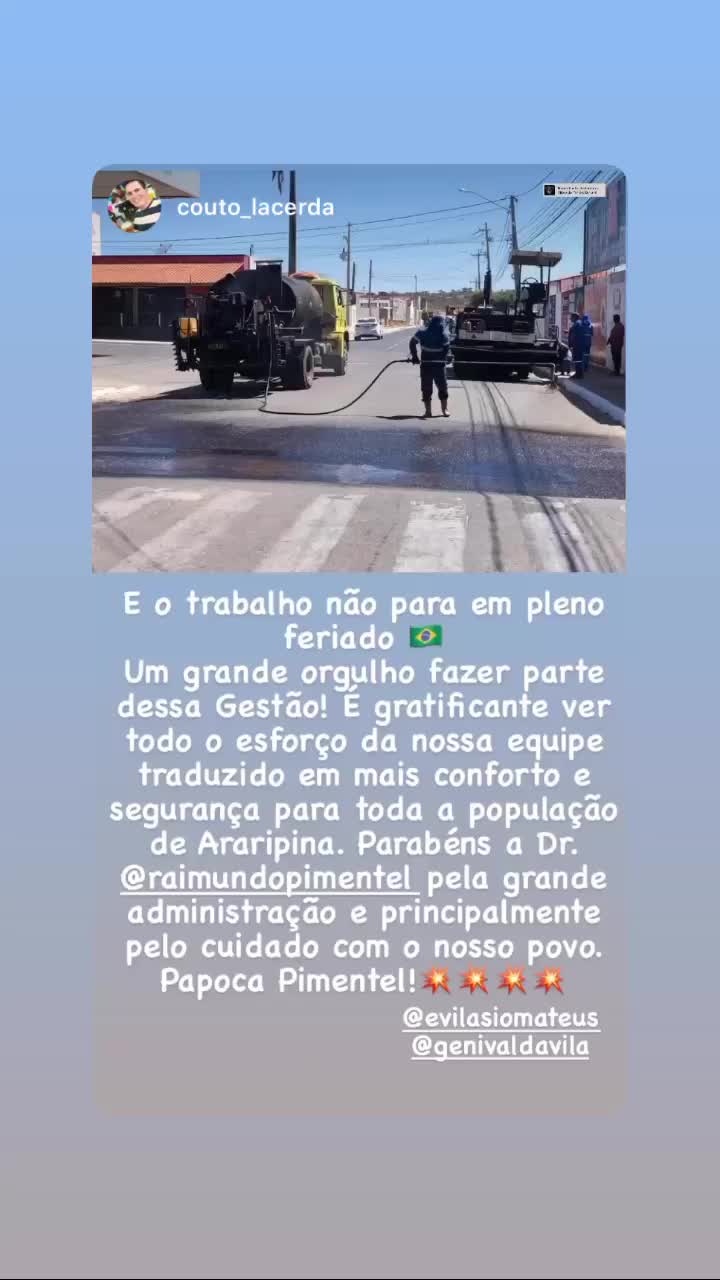 couto_lacerda
E o trabalho não para em pleno
feriado 🇧🇷
Um grande orgulho fazer parte
dessa Gestão! É gratificante ver
todo o esforço da nossa equipe
traduzido em mais conforto e
segurança para toda a população
de Araripina. Parabéns a Dr.
@raimundopimentel pela grande
administração e principalmente
pelo cuidado com o nosso povo.
Papoca Pimentel!💥💥💥💥
@evilasiomateus
@genivaldavila